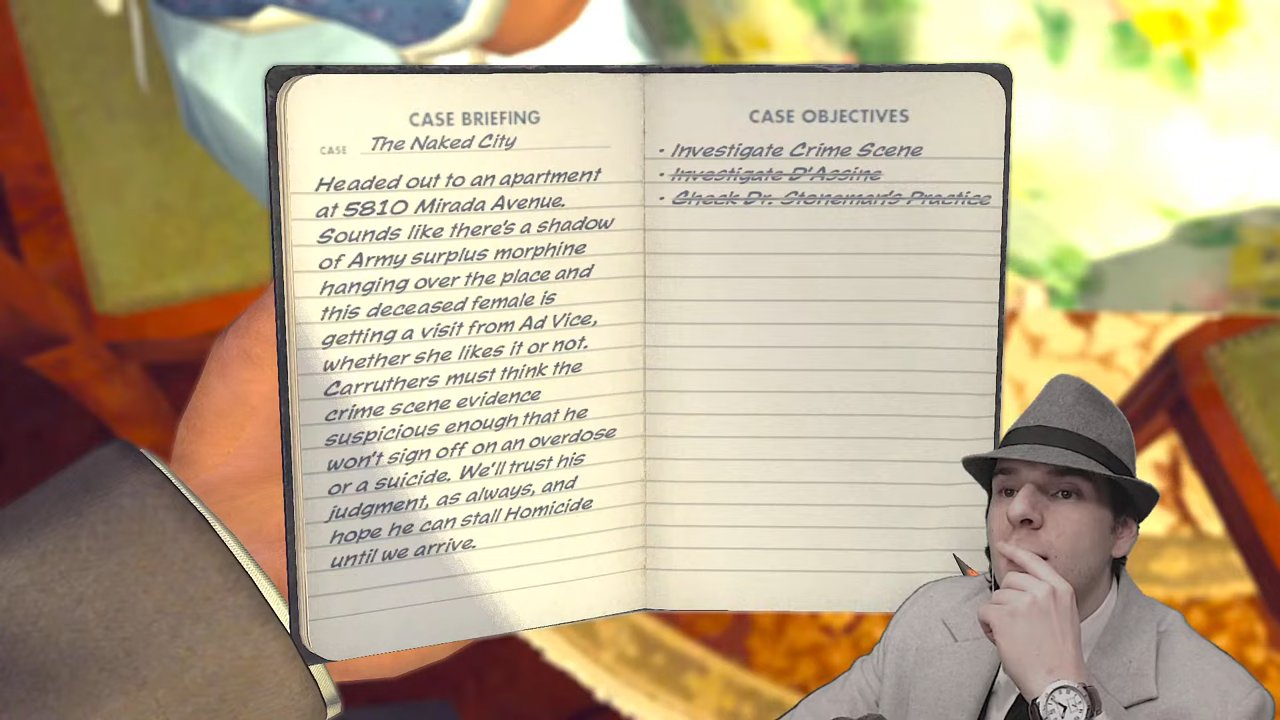 CASE BRIEFING
CASE The Naked City
Headed out to an apartment
at 5810 Mirada Avenue.
Sounds like there's a shadow
of Army surplus morphine
hanging over the place and
this deceased female is
getting a visit from Ad Vice,
whether she likes it or not.
Carruthers must think the
crime scene evidence
suspicious enough that he
won't sign off on an overdose
or a suicide. We'll trust his
judgment, as always, and
hope he can stall Homicide
until we arrive.
CASE OBJECTIVES
· Investigate Crime Scene
· Investigate D'Assine
· Check Dr. Stoneman's Practice